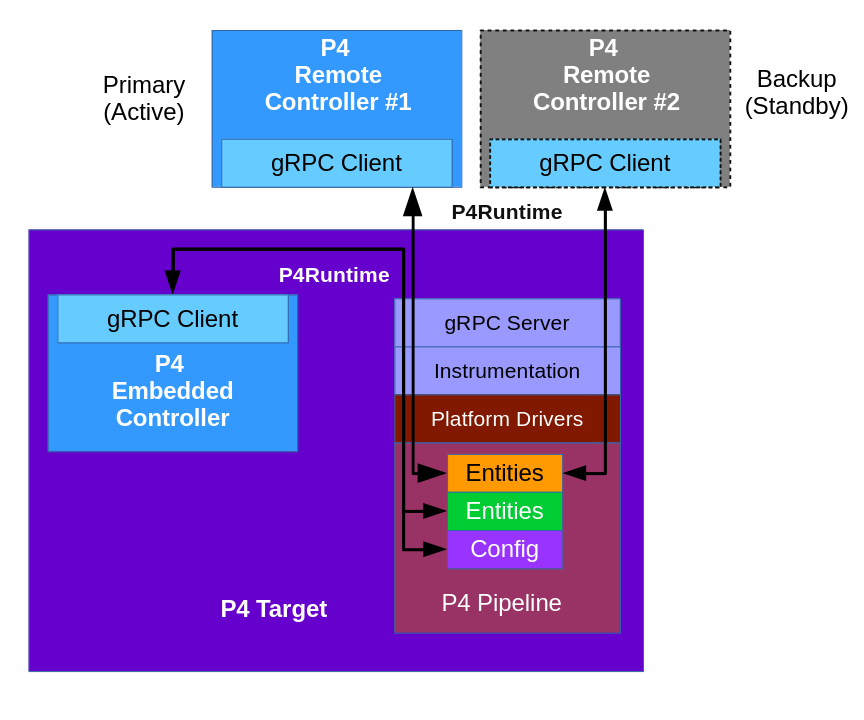 Primary
(Active)
P4
Remote
Controller #1
gRPC Client
P4
Remote
Controller #2
gRPC Client
Backup
(Standby)
P4Runtime
P4Runtime
gRPC Client
P4
Embedded
Controller
gRPC Server
Instrumentation
Platform Drivers
Entities
Entities
Config
P4 Pipeline
P4 Target